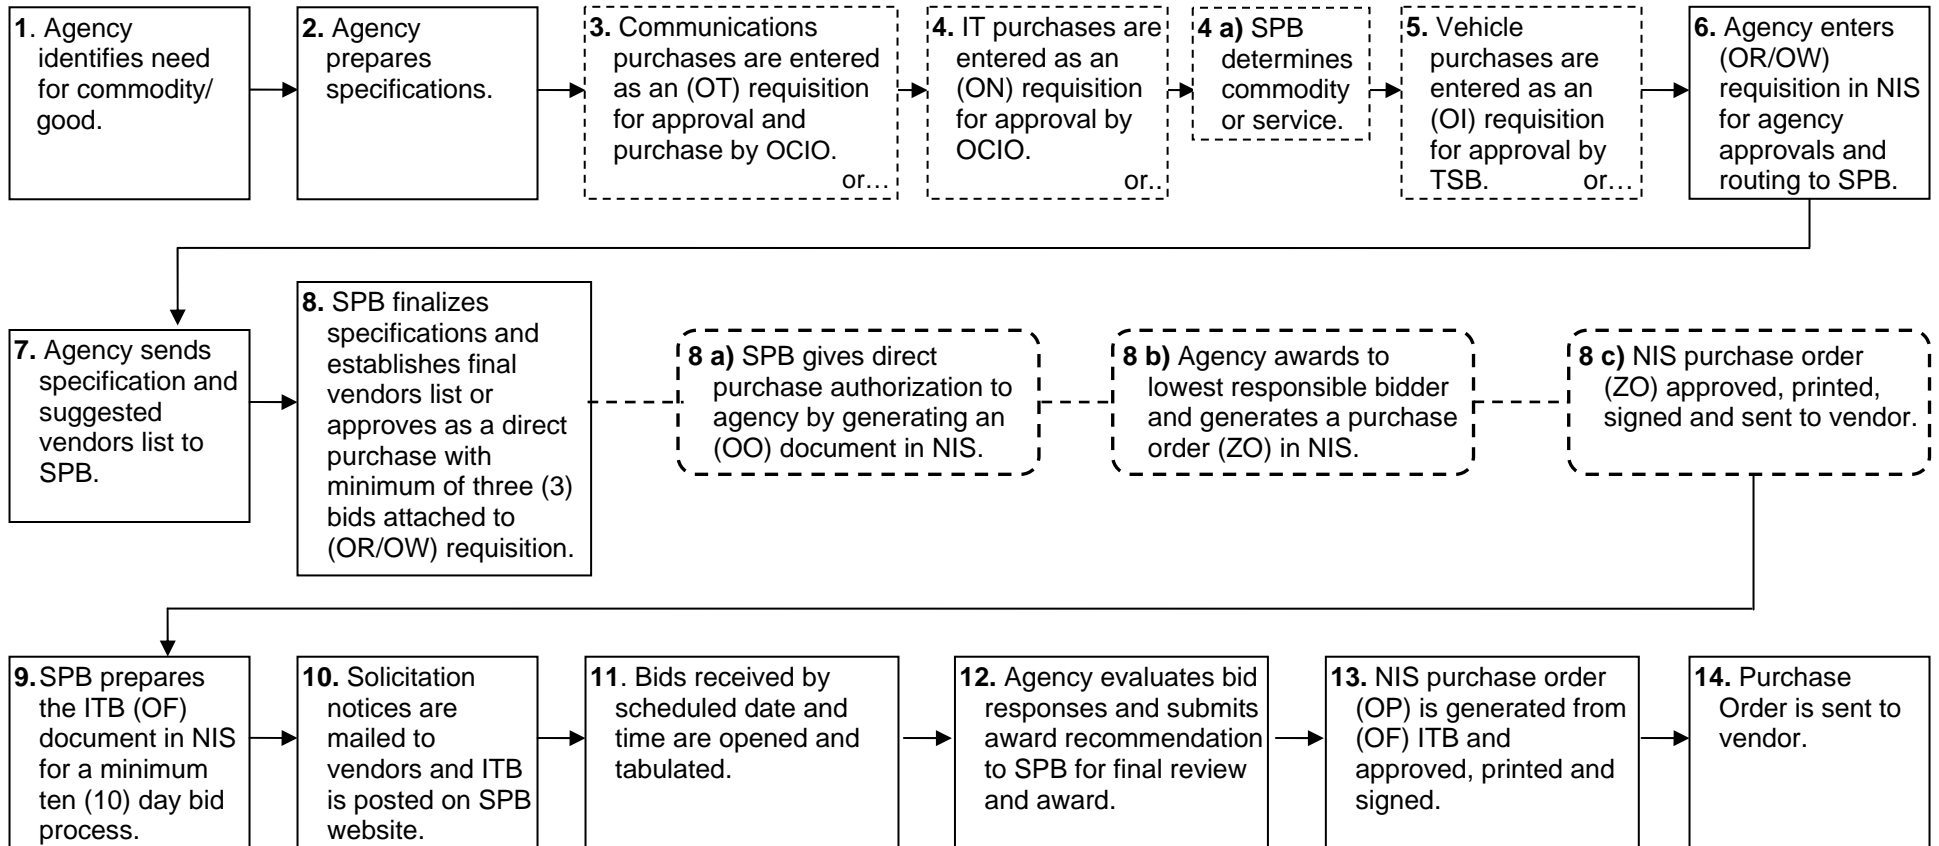 1. Agency
identifies need
for commodity/
good.
2. Agency
prepares
specifications.
3. Communications
purchases are entered
as an (OT) requisition
for approval and
purchase by OCIO.
or…
4. IT purchases are
entered as an
(ON) requisition
for approval by
OCIO.
or..
4 a) SPB
determines
commodity
or service.
5. Vehicle
purchases are
entered as an
(OI) requisition
for approval by
TSB. or…
6. Agency enters
(OR/OW)
requisition in NIS
for agency
approvals and
routing to SPB.
7. Agency sends
specification and
suggested
vendors list to
SPB.
8. SPB finalizes
specifications and
establishes final
vendors list or
approves as a direct
purchase with
minimum of three (3)
bids attached to
(OR/OW) requisition.
8 a) SPB gives direct
purchase authorization to
agency by generating an
(OO) document in NIS.
8 b) Agency awards to
lowest responsible bidder
and generates a purchase
order (ZO) in NIS.
8 c) NIS purchase order
(ZO) approved, printed,
signed and sent to vendor.
9. SPB prepares
the ITB (OF)
document in NIS
for a minimum
ten (10) day bid
process.
10. Solicitation
notices are
mailed to
vendors and ITB
is posted on SPB
website.
11. Bids received by
scheduled date and
time are opened and
tabulated.
12. Agency evaluates bid
responses and submits
award recommendation
to SPB for final review
and award.
13. NIS purchase order
(OP) is generated from
(OF) ITB and
approved, printed and
signed.
14. Purchase
Order is sent to
vendor.